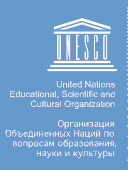 UNESCO
United Nations
Educational, Scientific and
Cultural Organization
Организация
Объединенных Наций по
вопросам образования,
науки и культуры